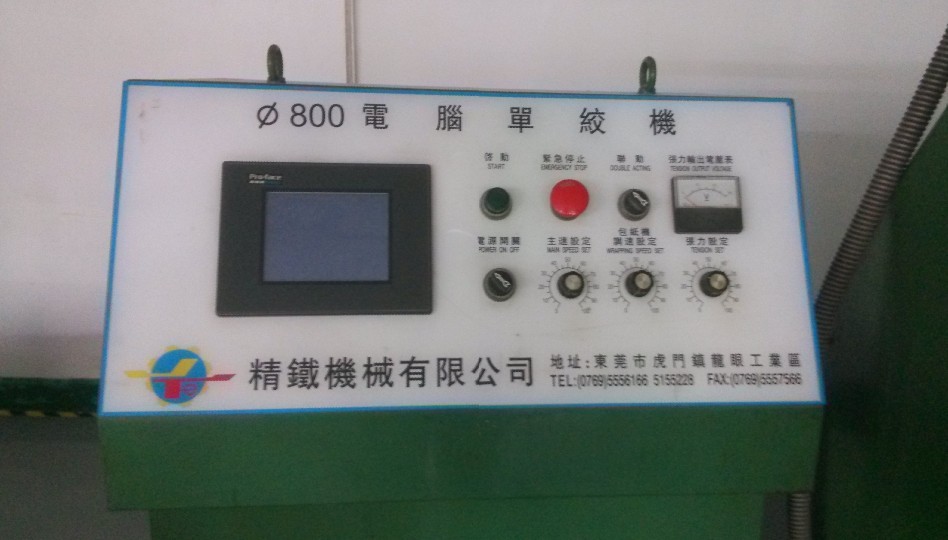 Ø 800 電 腦 單 絞 機
Pro-face
啓 動
START
緊急停止
EMERGENCY STOP
聯 動
DOUBLE ACTING
張力輸出電壓表
TENSION OUTPUT VOLTAGE
V
電源開關
POWER ON OFF
主速設定
MAIN SPEED SET
包紙機
調速設定
WRAPPING SPEED SET
張力設定
TENSION SET
精鐵機械有限公司
地址:東莞市虎門鎮龍眼工業區
TEL:(0769)5556166 5155228 FAX:(0769)5557566